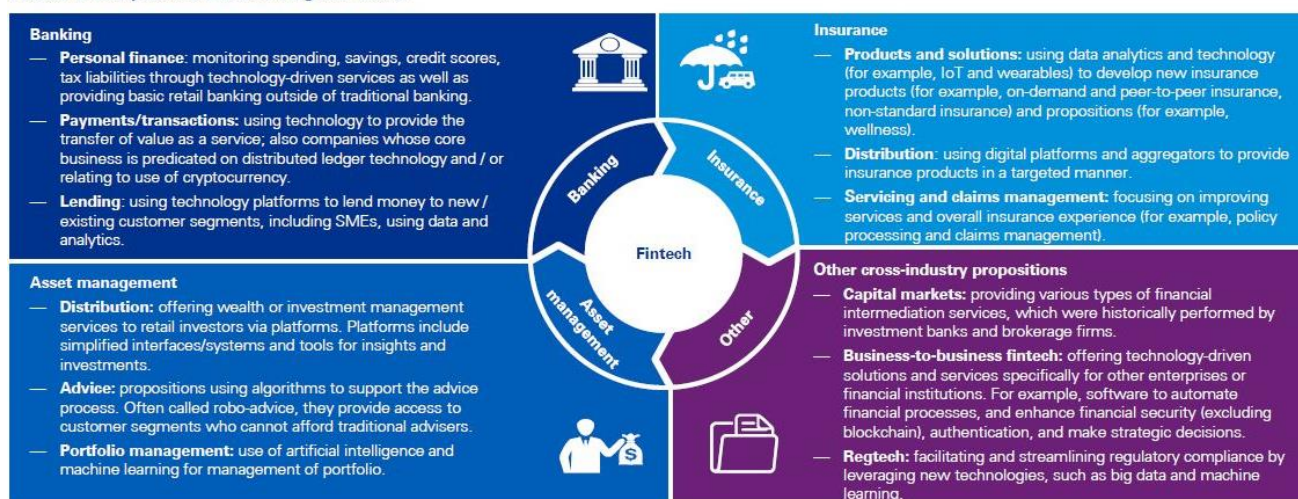 Banking
— Personal finance: monitoring spending, savings, credit scores,
tax liabilities through technology-driven services as well as
providing basic retail banking outside of traditional banking.
— Payments/transactions: using technology to provide the
transfer of value as a service; also companies whose core
business is predicated on distributed ledger technology and / or
relating to use of cryptocurrency.
— Lending: using technology platforms to lend money to new /
existing customer segments, including SMEs, using data and
analytics.
Insurance
— Products and solutions: using data analytics and technology
(for example, IoT and wearables) to develop new insurance
products (for example, on-demand and peer-to-peer insurance,
non-standard insurance) and propositions (for example,
wellness).
— Distribution: using digital platforms and aggregators to provide
insurance products in a targeted manner.
— Servicing and claims management: focusing on improving
services and overall insurance experience (for example, policy
processing and claims management).
Banking
Insurance
Fintech
Asset
management
Other
Asset management
— Distribution: offering wealth or investment management
services to retail investors via platforms. Platforms include
simplified interfaces/systems and tools for insights and
investments.
— Advice: propositions using algorithms to support the advice
process. Often called robo-advice, they provide access to
customer segments who cannot afford traditional advisers.
— Portfolio management: use of artificial intelligence and
machine learning for management of portfolio.
$
Other cross-industry propositions
— Capital markets: providing various types of financial
intermediation services, which were historically performed by
investment banks and brokerage firms.
— Business-to-business fintech: offering technology-driven
solutions and services specifically for other enterprises or
financial institutions. For example, software to automate
financial processes, and enhance financial security (excluding
blockchain), authentication, and make strategic decisions.
— Regtech: facilitating and streamlining regulatory compliance by
leveraging new technologies, such as big data and machine
learning.